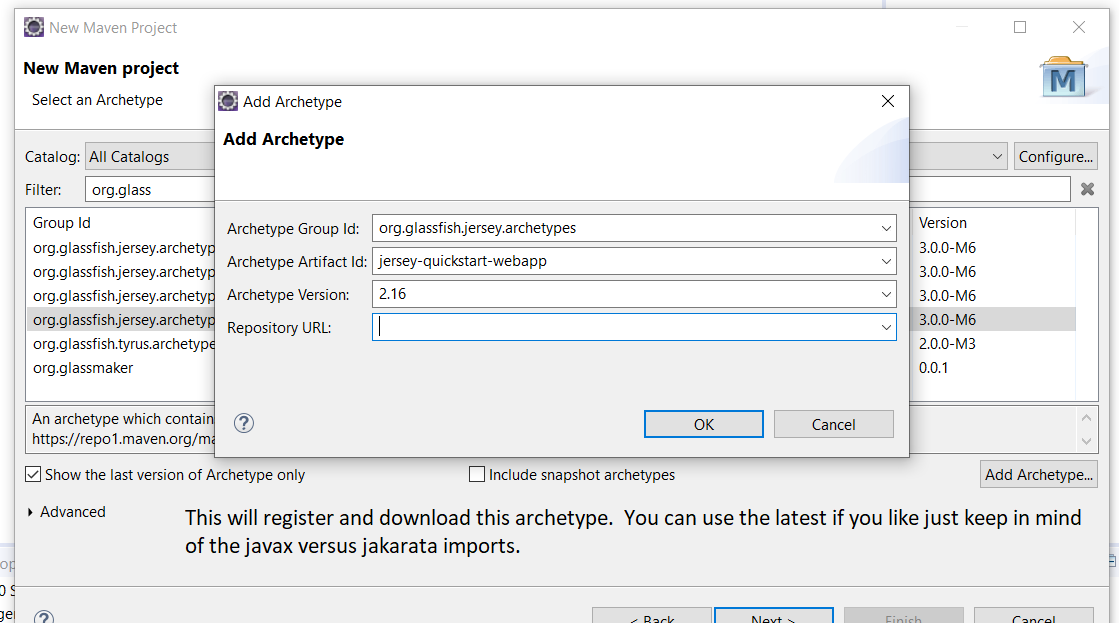 New Maven Project
New Maven project
Select an Archetype
Add Archetype
Add Archetype
Catalog: All Catalogs
Configure...
Filter: org.glass
Archetype Group Id: org.glassfish.jersey.archetypes
Archetype Artifact Id: jersey-quickstart-webapp
Archetype Version: 2.16
Repository URL:
OK
Cancel
Group Id
Version
org.glassfish.jersey.archetyp
3.0.0-M6
org.glassfish.jersey.archetyp
3.0.0-M6
org.glassfish.jersey.archetyp
3.0.0-M6
org.glassfish.jersey.archetyp
3.0.0-M6
org.glassfish.tyrus.archetype
2.0.0-M3
org.glassmaker
0.0.1
An archetype which contain
https://repo1.maven.org/ma
Show the last version of Archetype only
Include snapshot archetypes
Add Archetype...
Advanced
This will register and download this archetype. You can use the latest if you like just keep in mind
of the javax versus jakarata imports.
< Back
Next >
Finish
Cancel